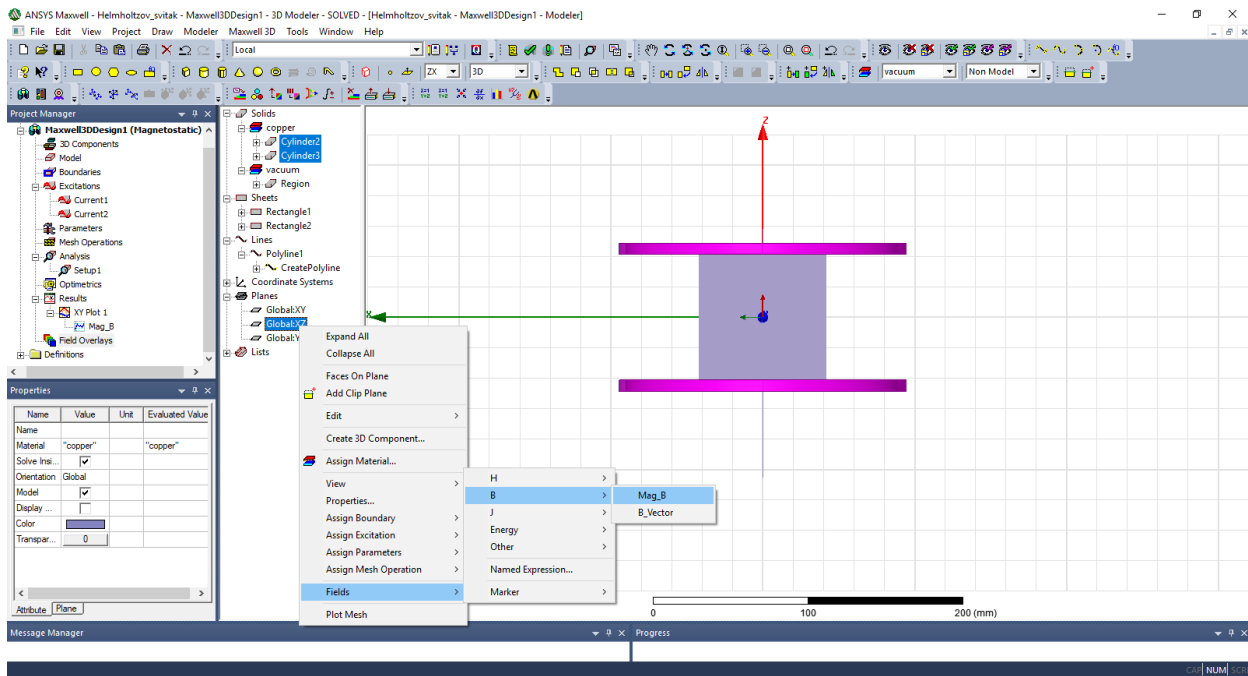 ANSYS Maxwell - Helmholtzov_svitak - Maxwell3DDesign1 - 3D Modeler - SOLVED - [Helmholtzov_svitak - Maxwell3DDesign1 - Modeler]
File Edit View Project Draw Modeler Maxwell 3D Tools Window Help
Local
ZX 3D vacuum Non Model
Project Manager
Maxwell3DDesign1 (Magnetostatic)
3D Components
Model
Boundaries
Excitations
Current1
Current2
Parameters
Mesh Operations
Analysis
Setup1
Optimetrics
Results
XY Plot 1
Mag_B
Field Overlays
Definitions
Solids
copper
Cylinder2
Cylinder3
vacuum
Region
Sheets
Rectangle1
Rectangle2
Lines
Polyline1
CreatePolyline
Coordinate Systems
Planes
Global:XY
Global:XZ
Global:Y
Lists
Z
X
Expand All
Collapse All
Faces On Plane
Add Clip Plane
Edit
Create 3D Component...
Assign Material...
View
Properties...
Assign Boundary
Assign Excitation
Assign Parameters
Assign Mesh Operation
Fields
Plot Mesh
H
B
J
Energy
Other
Named Expression...
Marker
Mag_B
B_Vector
Properties
Name Value Unit Evaluated Value
Name
Material "copper" "copper"
Solve Insi...
Orientation Global
Model
Display ...
Color
Transpar... 0
Attribute Plane
0 100 200 (mm)
Message Manager
Progress
CAP NUM SCRL